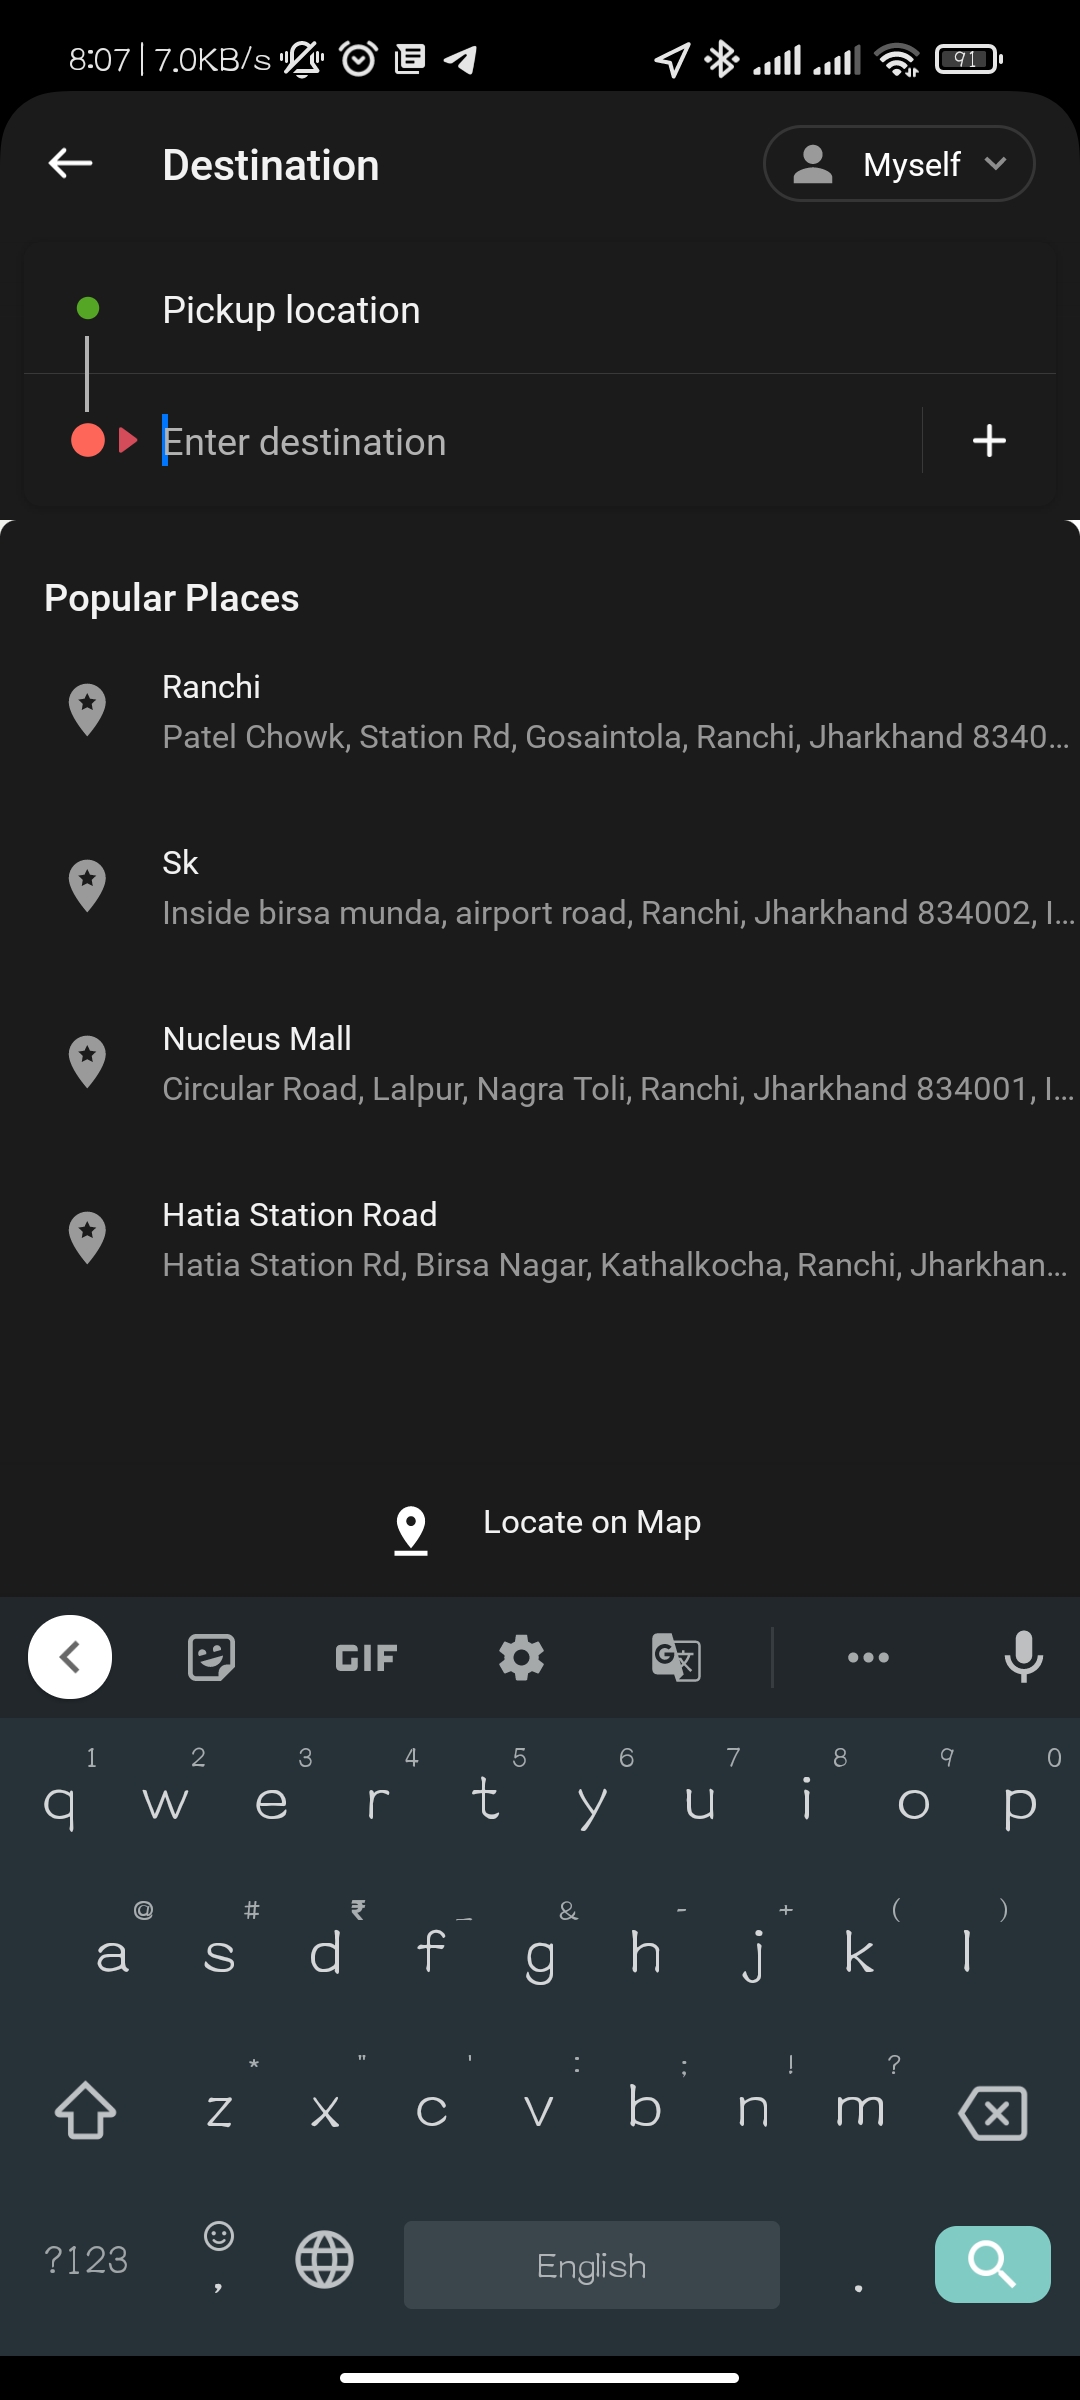 8:07 | 7.0KB/s
91
Destination
Myself
Pickup location
Enter destination
Popular Places
Ranchi
Patel Chowk, Station Rd, Gosaintola, Ranchi, Jharkhand 8340...
Sk
Inside birsa munda, airport road, Ranchi, Jharkhand 834002, I...
Nucleus Mall
Circular Road, Lalpur, Nagra Toli, Ranchi, Jharkhand 834001, I...
Hatia Station Road
Hatia Station Rd, Birsa Nagar, Kathalkocha, Ranchi, Jharkhan...
Locate on Map
GIF G 文
1 2 3 4 5 6 7 8 9 0
q w e r t y u i o p
@ # ₹ _ & - + ( )
a s d f g h j k l
* " ' : ; ! ?
z x c v b n m
?123 , English .